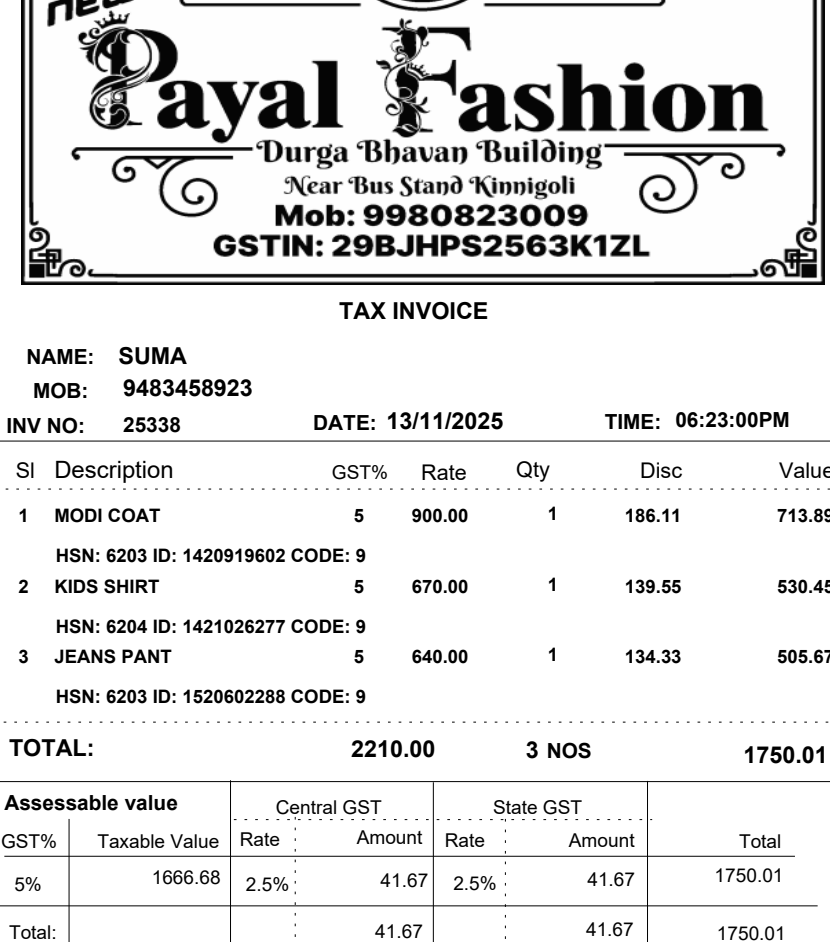 new
Payal Fashion
Durga Bhavan Building
Near Bus Stand Kinnigoli
Mob: 9980823009
GSTIN: 29BJHPS2563K1ZL
TAX INVOICE
NAME: SUMA
MOB: 9483458923
INV NO: 25338 DATE: 13/11/2025 TIME: 06:23:00PM
Sl Description GST% Rate Qty Disc Value
1 MODI COAT 5 900.00 1 186.11 713.89
HSN: 6203 ID: 1420919602 CODE: 9
2 KIDS SHIRT 5 670.00 1 139.55 530.45
HSN: 6204 ID: 1421026277 CODE: 9
3 JEANS PANT 5 640.00 1 134.33 505.67
HSN: 6203 ID: 1520602288 CODE: 9
TOTAL: 2210.00 3 NOS 1750.01
Assessable value Central GST State GST
GST% Taxable Value Rate Amount Rate Amount Total
5% 1666.68 2.5% 41.67 2.5% 41.67 1750.01
Total: 41.67 41.67 1750.01